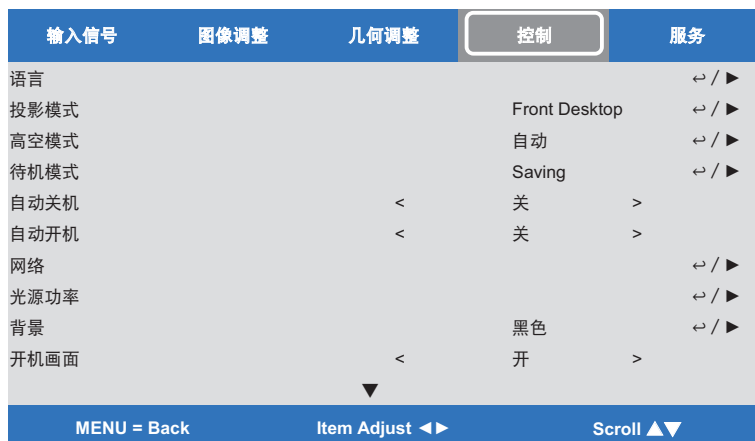 输入信号 图像调整 几何调整 控制 服务
语言 ↩ / ►
投影模式 Front Desktop ↩ / ►
高空模式 自动 ↩ / ►
待机模式 Saving ↩ / ►
自动关机 < 关 >
自动开机 < 关 >
网络 ↩ / ►
光源功率 ↩ / ►
背景 黑色 ↩ / ►
开机画面 < 开 >
▼
MENU = Back Item Adjust ◄► Scroll ▲▼